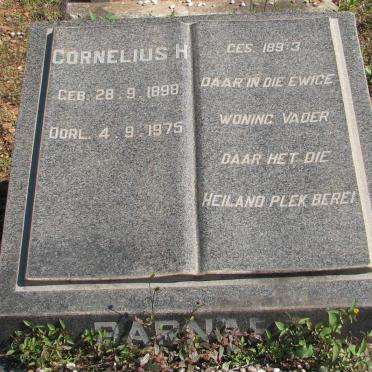 CORNELIUS H
GEB. 28.9.1898
OORL. 4.9.1975
GES. 189:3
DAAR IN DIE EWIGE
WONING VADER
DAAR HET DIE
HEILAND PLEK BEREI